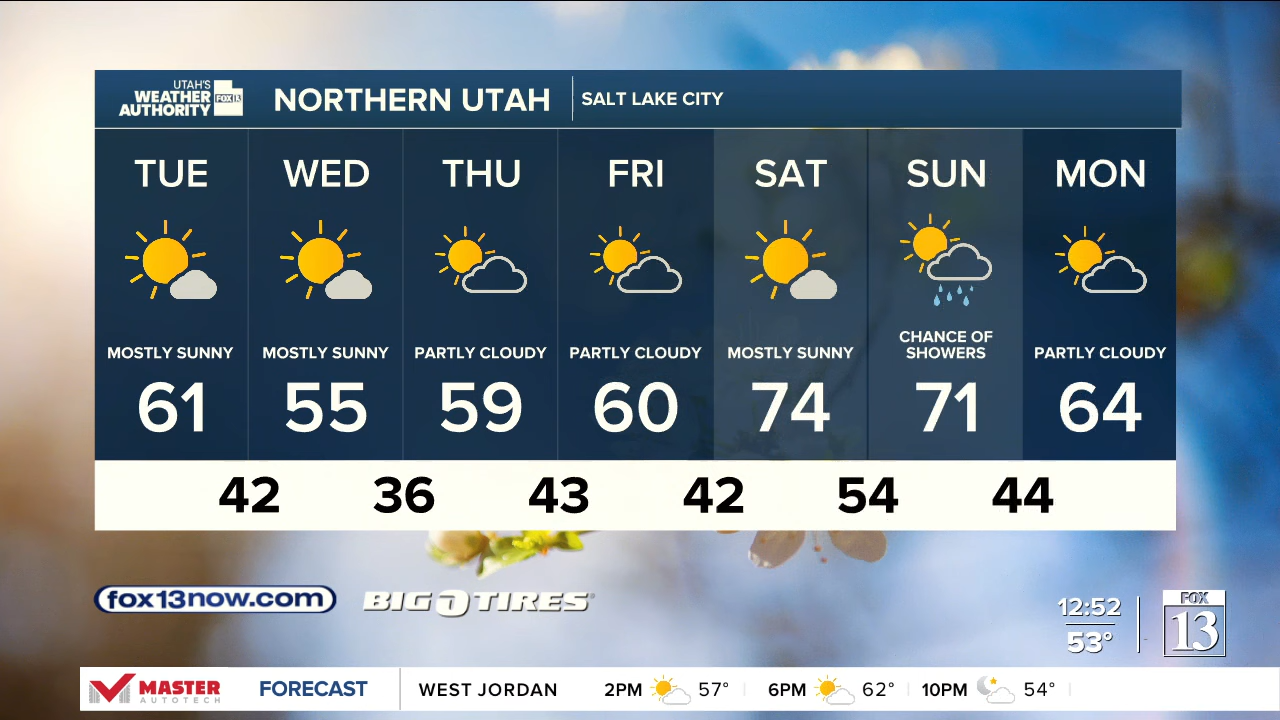 UTAH'S
WEATHER
AUTHORITY
FOX 13
NORTHERN UTAH
SALT LAKE CITY
TUE WED THU FRI SAT SUN MON
MOSTLY SUNNY MOSTLY SUNNY PARTLY CLOUDY PARTLY CLOUDY MOSTLY SUNNY CHANCE OF SHOWERS PARTLY CLOUDY
61 55 59 60 74 71 64
42 36 43 42 54 44
fox13now.com BIG O TIRES
12:52
53°
FOX
13
MASTER
AUTOTECH
FORECAST WEST JORDAN 2PM 57° 6PM 62° 10PM 54°